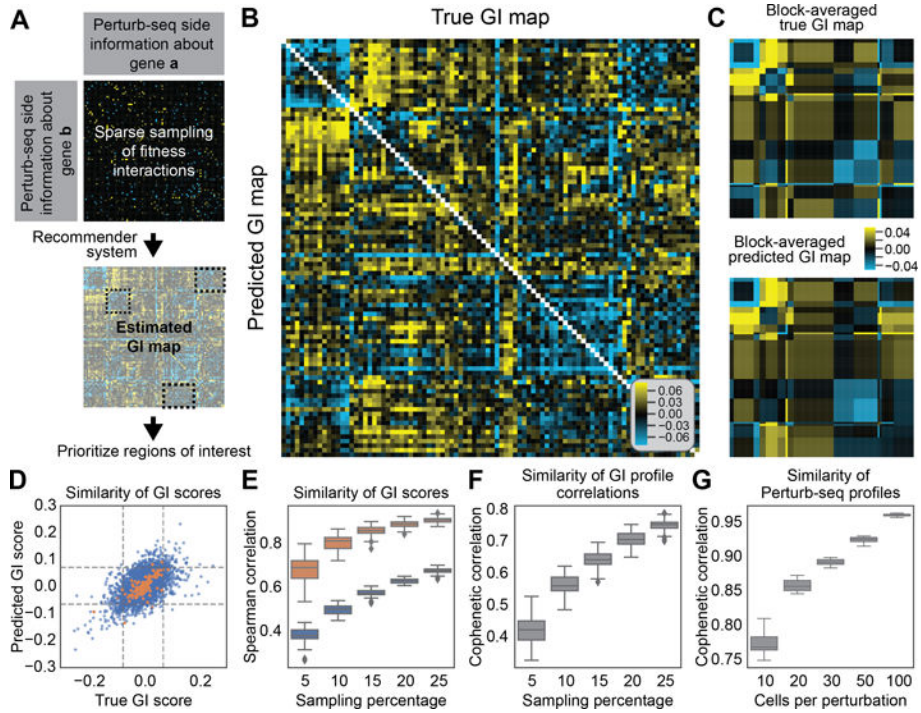 A
Perturb-seq side
information about
gene a
Perturb-seq side
information about
gene b
Sparse sampling
of fitness
interactions
Recommender
system
Estimated
GI map
Prioritize regions of interest
B
True GI map
Predicted GI map
0.06
0.03
0.00
−0.03
−0.06
C
Block-averaged
true GI map
Block-averaged
predicted GI map
0.04
0.00
−0.04
D
Similarity of GI scores
Predicted GI score
0.3
0.2
0.1
0.0
−0.1
−0.2
−0.3
−0.2 0.0 0.2
True GI score
E
Similarity of GI scores
Spearman correlation
0.8
0.6
0.4
5 10 15 20 25
Sampling percentage
F
Similarity of GI profile
correlations
Cophenetic correlation
0.8
0.7
0.6
0.5
0.4
5 10 15 20 25
Sampling percentage
G
Similarity of
Perturb-seq profiles
Cophenetic correlation
0.95
0.90
0.85
0.80
0.75
10 20 30 50 100
Cells per perturbation